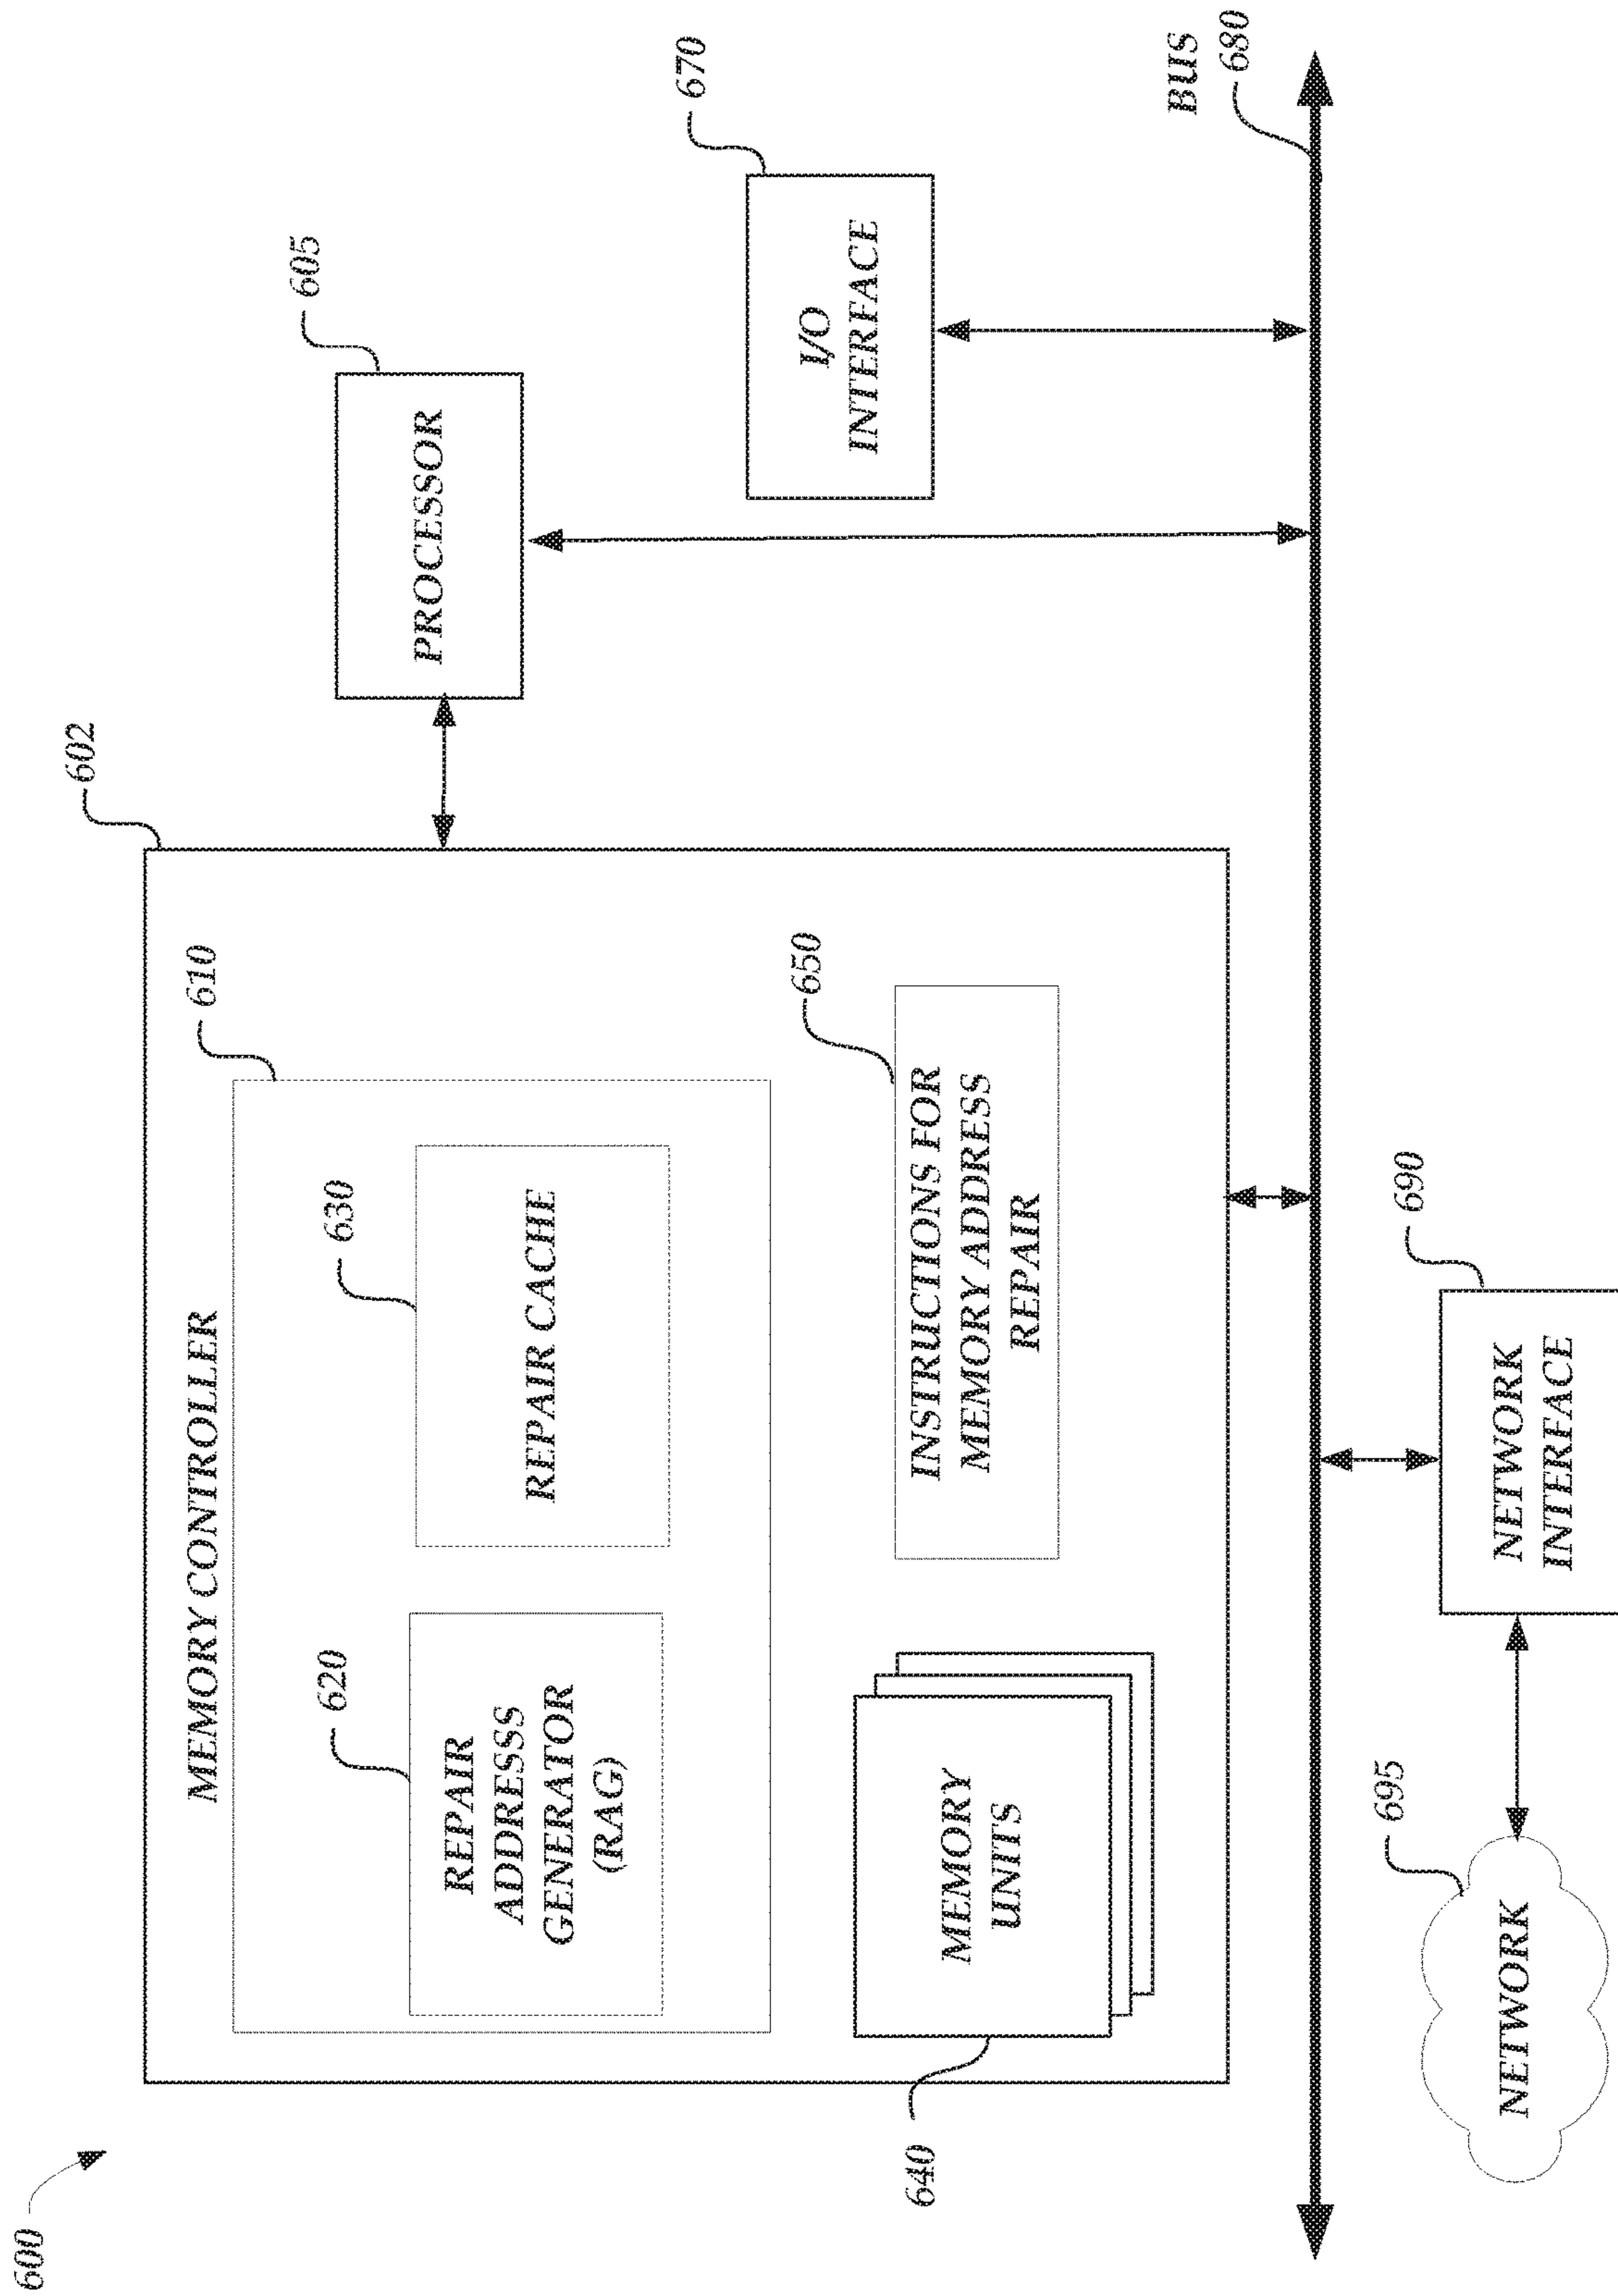 600
602
MEMORY CONTROLLER
610
620
REPAIR
ADDRESSS
GENERATOR
(RAG)
630
REPAIR CACHE
605
PROCESSOR
640
MEMORY
UNITS
650
INSTRUCTIONS FOR
MEMORY ADDRESS
REPAIR
670
I/O
INTERFACE
BUS
680
695
NETWORK
690
NETWORK
INTERFACE